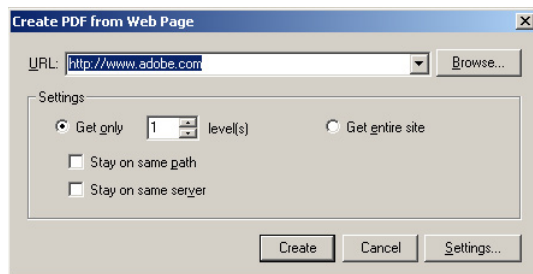 Create PDF from Web Page
URL: http://www.adobe.com Browse...
Settings
Get only 1 level(s) Get entire site
Stay on same path
Stay on same server
Create Cancel Settings...